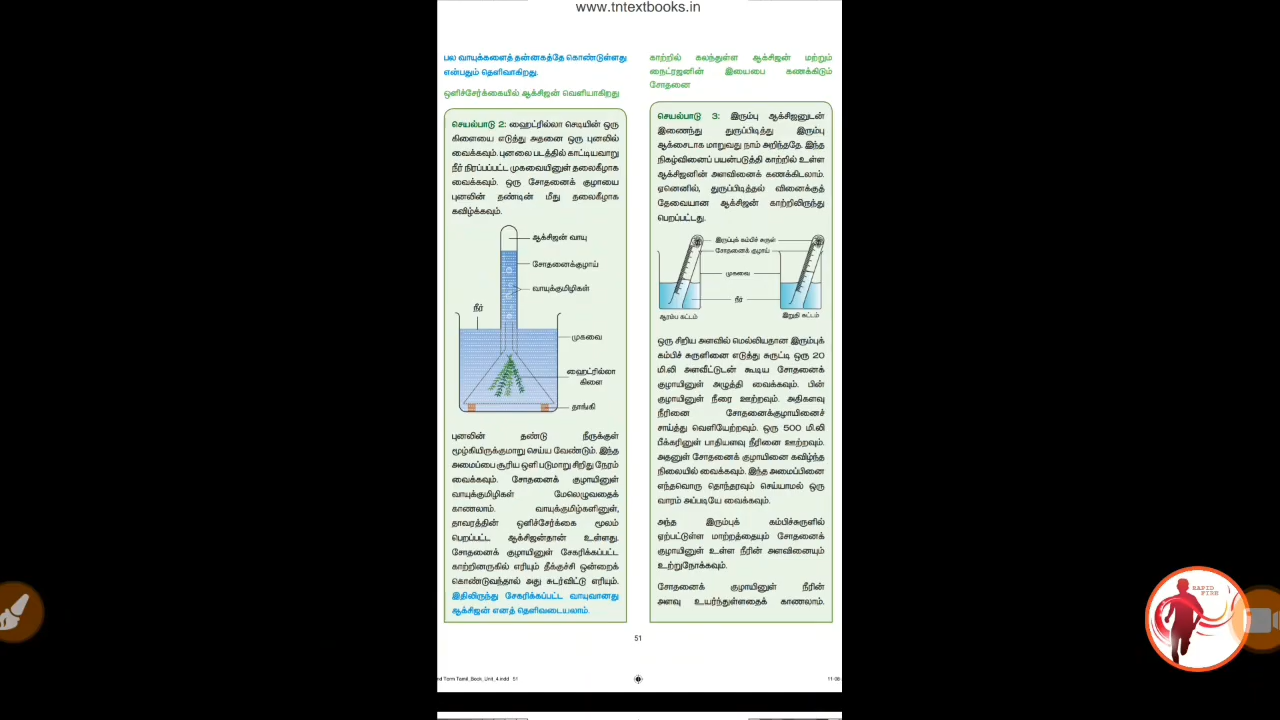 www.tntextbooks.in
பல வாயுக்களைத் தன்னகத்தே கொண்டுள்ளது
என்பதும் தெளிவாகிறது.
ஒளிச்சேர்க்கையில் ஆக்சிஜன் வெளியாகிறது
செயல்பாடு 2: ஹைட்ரில்லா செடியின் ஒரு
கிளையை எடுத்து அதனை ஒரு புனலில்
வைக்கவும். புனலை படத்தில் காட்டியவாறு
நீர் நிரப்பப்பட்ட முகவையினுள் தலைகீழாக
வைக்கவும். ஒரு சோதனைக் குழாயை
புனலின் தண்டின் மீது தலைகீழாக
கவிழ்க்கவும்.
ஆக்சிஜன் வாயு
சோதனைக்குழாய்
வாயுக்குமிழிகள்
நீர்
முகவை
ஹைட்ரில்லா
கிளை
தாங்கி
புனலின் தண்டு நீருக்குள்
மூழ்கியிருக்குமாறு செய்ய வேண்டும். இந்த
அமைப்பை சூரிய ஒளி படுமாறு சிறிது நேரம்
வைக்கவும். சோதனைக் குழாயினுள்
வாயுக்குமிழிகள் மேலெழுவதைக்
காணலாம். வாயுக்குமிழ்களினுள்,
தாவரத்தின் ஒளிச்சேர்க்கை மூலம்
பெறப்பட்ட ஆக்சிஜன்தான் உள்ளது.
சோதனைக் குழாயினுள் சேகரிக்கப்பட்ட
காற்றினருகில் எரியும் தீக்குச்சி ஒன்றைக்
கொண்டுவந்தால் அது சுடர்விட்டு எரியும்.
இதிலிருந்து சேகரிக்கப்பட்ட வாயுவானது
ஆக்சிஜன் எனத் தெளிவடையலாம்.
காற்றில் கலந்துள்ள ஆக்சிஜன் மற்றும்
நைட்ரஜனின் இயைபை கணக்கிடும்
சோதனை
செயல்பாடு 3: இரும்பு ஆக்சிஜனுடன்
இணைந்து துருப்பிடித்து இரும்பு
ஆக்சைடாக மாறுவது நாம் அறிந்ததே. இந்த
நிகழ்வினைப் பயன்படுத்தி காற்றில் உள்ள
ஆக்சிஜனின் அளவினைக் கணக்கிடலாம்.
ஏனெனில், துருப்பிடித்தல் வினைக்குத்
தேவையான ஆக்சிஜன் காற்றிலிருந்து
பெறப்பட்டது.
இருப்புக் கம்பிச் சுருள்
சோதனைக் குழாய்
முகவை
நீர்
ஆரம்ப கட்டம்
இறுதி கட்டம்
ஒரு சிறிய அளவில் மெல்லியதான இரும்புக்
கம்பிச் சுருளினை எடுத்து சுருட்டி ஒரு 20
மி.லி அளவீட்டுடன் கூடிய சோதனைக்
குழாயினுள் அழுத்தி வைக்கவும். பின்
குழாயினுள் நீரை ஊற்றவும். அதிகளவு
நீரினை சோதனைக்குழாயினைச்
சாய்த்து வெளியேற்றவும். ஒரு 500 மி.லி
பீக்கரினுள் பாதியளவு நீரினை ஊற்றவும்.
அதனுள் சோதனைக் குழாயினை கவிழ்ந்த
நிலையில் வைக்கவும். இந்த அமைப்பினை
எந்தவொரு தொந்தரவும் செய்யாமல் ஒரு
வாரம் அப்படியே வைக்கவும்.
அந்த இரும்புக் கம்பிச்சுருளில்
ஏற்பட்டுள்ள மாற்றத்தையும் சோதனைக்
குழாயினுள் உள்ள நீரின் அளவினையும்
உற்றுநோக்கவும்.
சோதனைக் குழாயினுள் நீரின்
அளவு உயர்ந்துள்ளதைக் காணலாம்.
51
nd Term Tamil_Book_Unit_4.indd 51
11-38
RAPID
FIRE